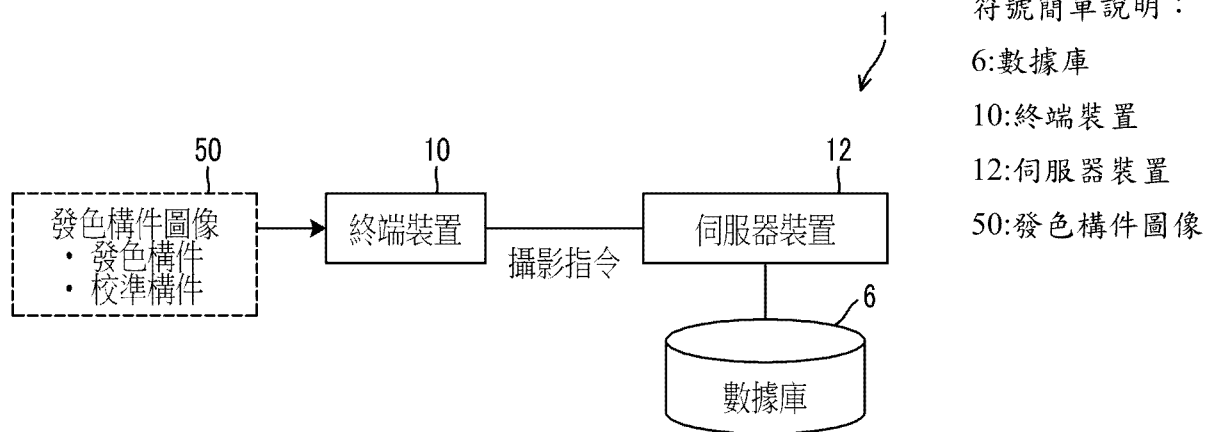 符號簡單說明：
1
6:數據庫
10:終端裝置
12:伺服器裝置
50:發色構件圖像
50
10
12
發色構件圖像
・發色構件
・校準構件
終端裝置
攝影指令
伺服器裝置
6
數據庫